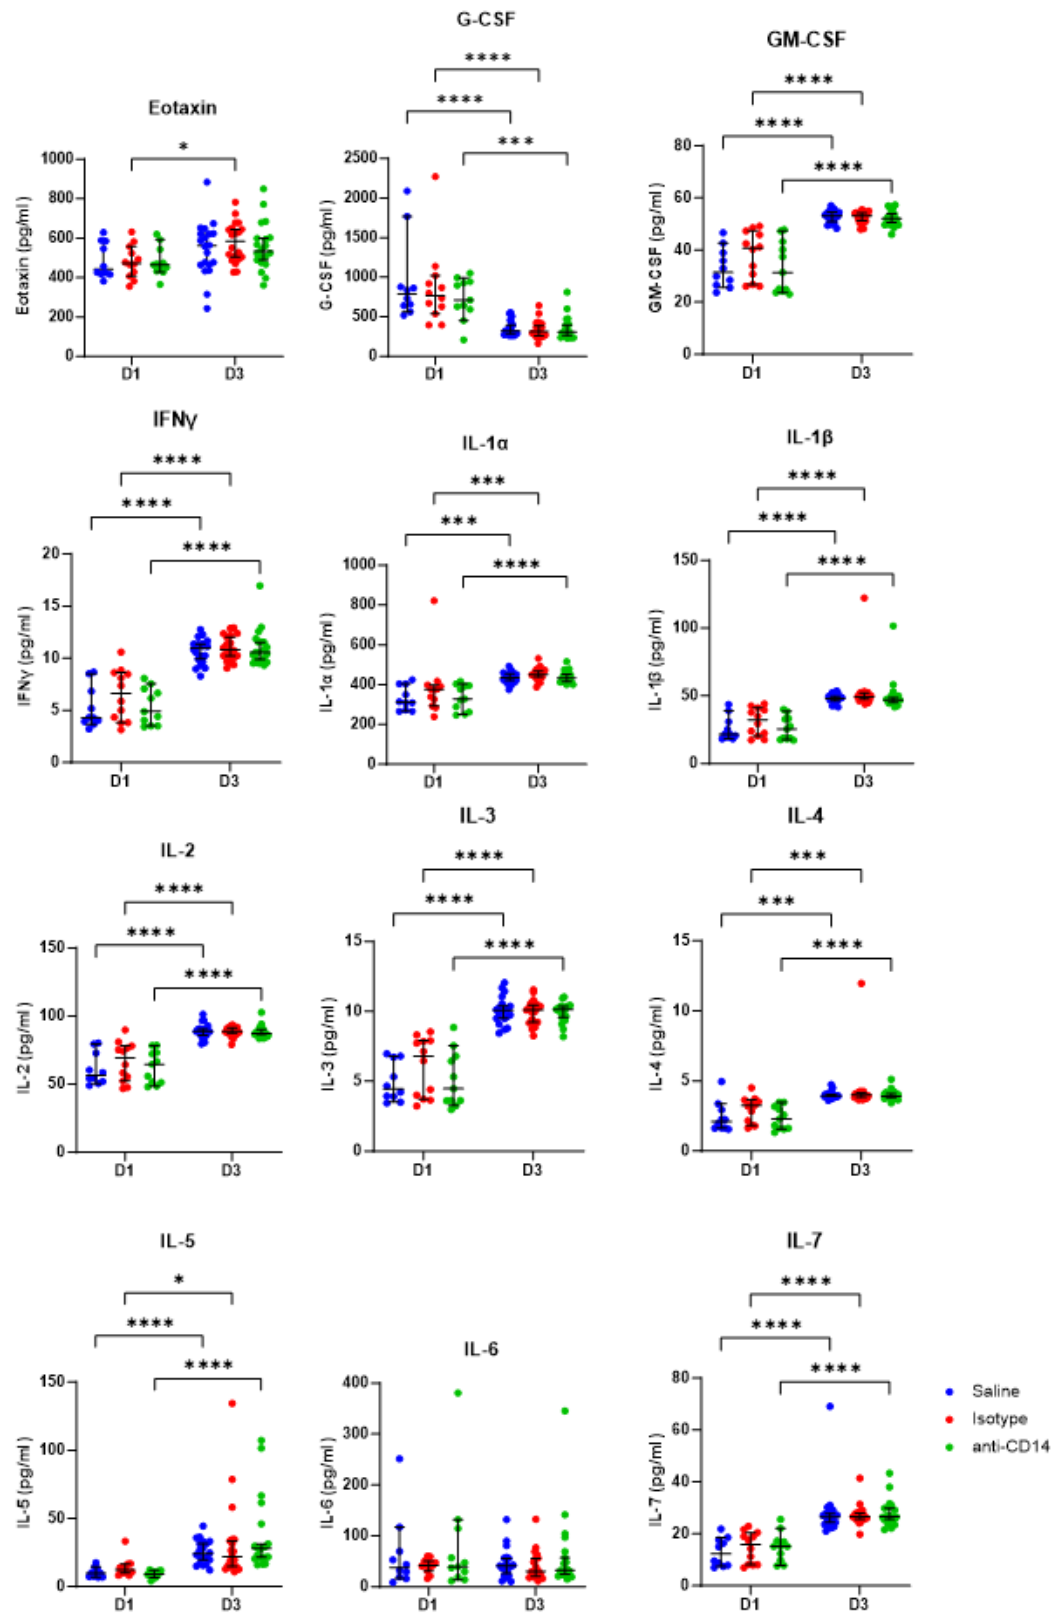 Eotaxin
*
Eotaxin (pg/ml)
1000
800
600
400
200
0
D1 D3
G-CSF
****
****
***
G-CSF (pg/ml)
2500
2000
1500
1000
500
0
D1 D3
GM-CSF
****
****
****
GM-CSF (pg/ml)
80
60
40
20
0
D1 D3
IFNγ
****
****
****
IFNγ (pg/ml)
20
15
10
5
0
D1 D3
IL-1α
***
***
****
IL-1α (pg/ml)
1000
800
600
400
200
0
D1 D3
IL-1β
****
****
****
IL-1β (pg/ml)
150
100
50
0
D1 D3
IL-2
****
****
****
IL-2 (pg/ml)
150
100
50
0
D1 D3
IL-3
****
****
****
IL-3 (pg/ml)
15
10
5
0
D1 D3
IL-4
***
***
****
IL-4 (pg/ml)
15
10
5
0
D1 D3
IL-5
*
****
****
IL-5 (pg/ml)
150
100
50
0
D1 D3
IL-6
IL-6 (pg/ml)
400
300
200
100
0
D1 D3
IL-7
****
****
****
IL-7 (pg/ml)
80
60
40
20
0
D1 D3
Saline
Isotype
anti-CD14